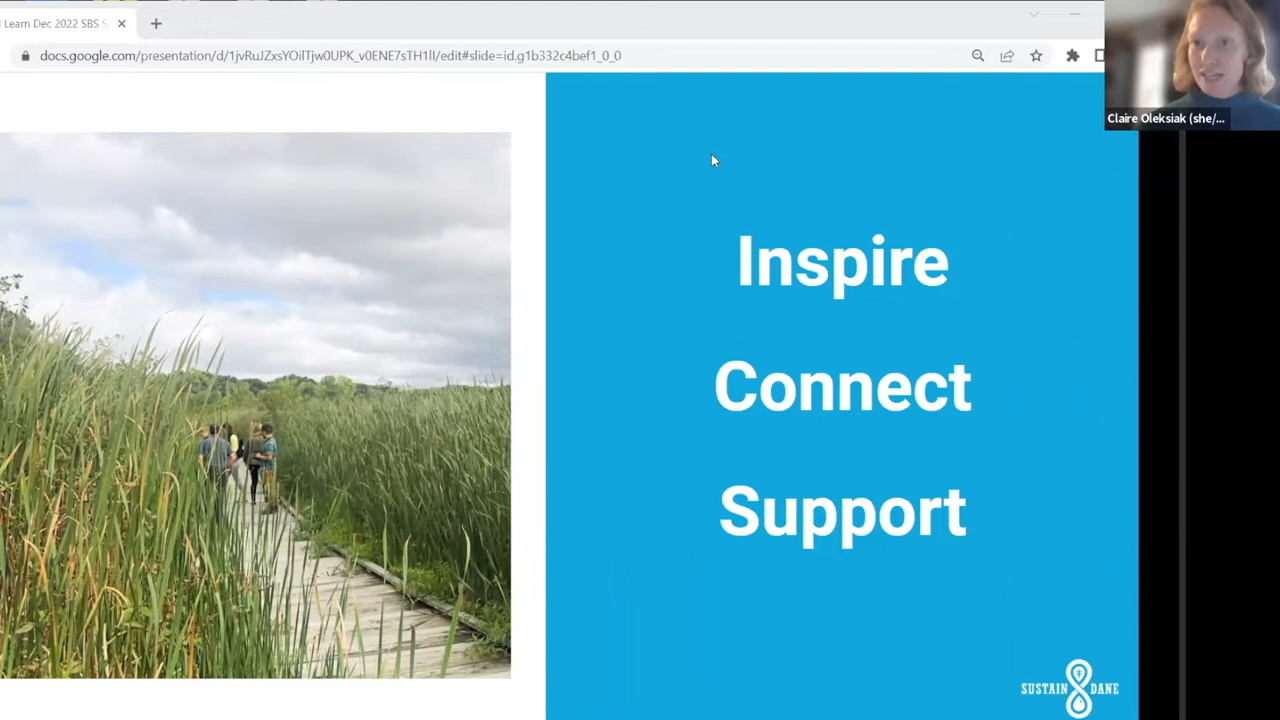 l Learn Dec 2022 SBS S
docs.google.com/presentation/d/1jvRuJZxsYOilTjw0UPK_v0ENE7sTH1lI/edit#slide=id.g1b332c4bef1_0_0
Claire Oleksiak (she/...
Inspire
Connect
Support
SUSTAIN DANE